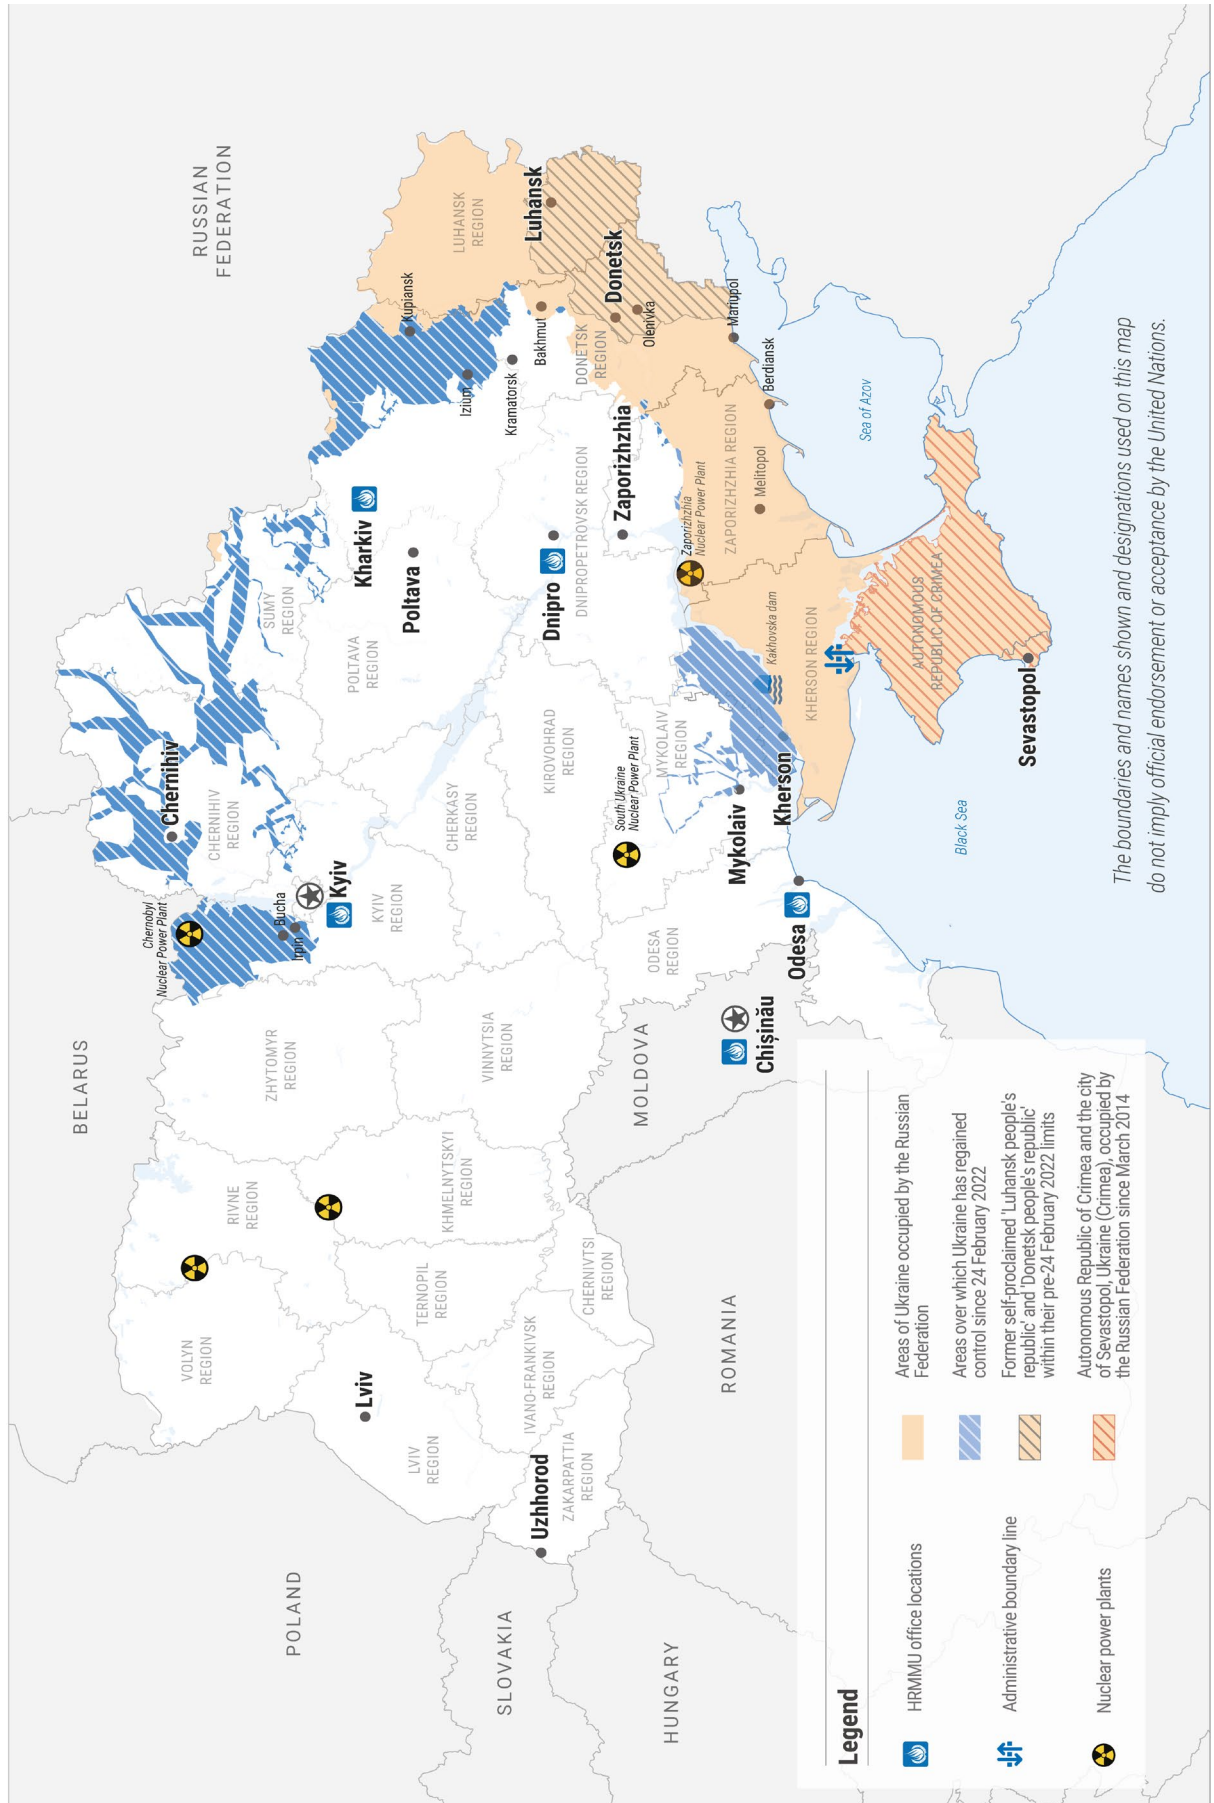 RUSSIAN
FEDERATION
BELARUS
POLAND
SLOVAKIA
HUNGARY
ROMANIA
MOLDOVA
VOLYN
REGION
RIVNE
REGION
ZHYTOMYR
REGION
Chernobyl
Nuclear Power Plant
Bucha
Irpin
Kyiv
KYIV
REGION
Chernihiv
CHERNIHIV
REGION
SUMY
REGION
Kharkiv
Poltava
POLTAVA
REGION
Kupiansk
Izium
Kramatorsk
Bakhmut
LUHANSK
REGION
Luhansk
Donetsk
DONETSK
REGION
Olenivka
Mariupol
Berdiansk
Lviv
LVIV
REGION
TERNOPIL
REGION
KHMELNYTSKYI
REGION
VINNYTSIA
REGION
CHERKASY
REGION
KIROVOHRAD
REGION
Dnipro
DNIPROPETROVSK REGION
Zaporizhzhia
Zaporizhzhia
Nuclear Power Plant
ZAPORIZHZHIA REGION
Melitopol
Uzhhorod
ZAKARPATTIA
REGION
IVANO-FRANKIVSK
REGION
CHERNIVTSI
REGION
South Ukraine
Nuclear Power Plant
MYKOLAIV
REGION
Mykolaiv
Kherson
Kakhovska dam
KHERSON REGION
ODESA
REGION
Odesa
Chișinău
AUTONOMOUS
REPUBLIC OF CRIMEA
Sevastopol
Sea of Azov
Black Sea
Legend
HRMMU office locations
Administrative boundary line
Nuclear power plants
Areas of Ukraine occupied by the Russian
Federation
Areas over which Ukraine has regained
control since 24 February 2022
Former self-proclaimed 'Luhansk people's
republic' and 'Donetsk people's republic'
within their pre-24 February 2022 limits
Autonomous Republic of Crimea and the city
of Sevastopol, Ukraine (Crimea), occupied by
the Russian Federation since March 2014
The boundaries and names shown and designations used on this map
do not imply official endorsement or acceptance by the United Nations.